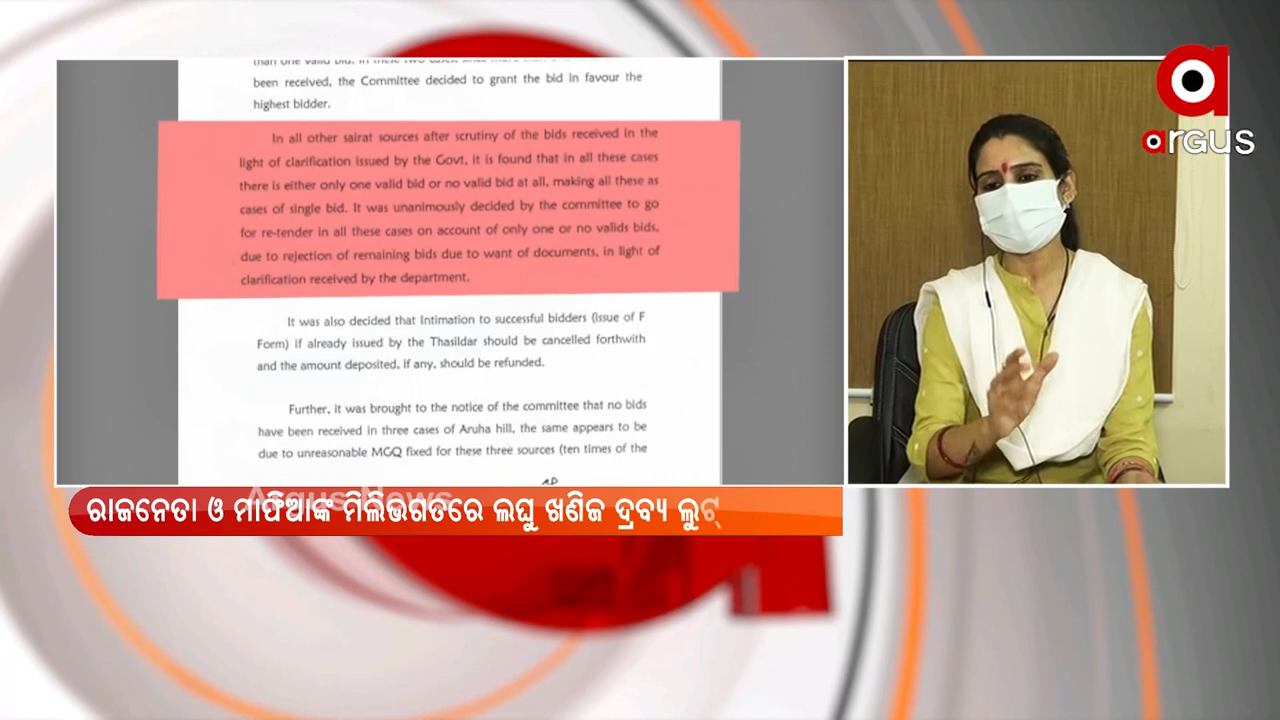 been received, the Committee decided to grant the bid in favour the
highest bidder.
In all other sairat sources after scrutiny of the bids received in the
light of clarification issued by the Govt, it is found that in all these cases
there is either only one valid bid or no valid bid at all, making all these as
cases of single bid. It was unanimously decided by the committee to go
for re-tender in all these cases on account of only one or no valids bids,
due to rejection of remaining bids due to want of documents, in light of
clarification received by the department.
It was also decided that Intimation to successful bidders (Issue of F
Form) if already issued by the Thasildar should be cancelled forthwith
and the amount deposited, if any, should be refunded.
Further, it was brought to the notice of the committee that no bids
have been received in three cases of Aruha hill, the same appears to be
due to unreasonable MGQ fixed for these three sources (ten times of the
argus
Argus News
ରାଜନେତା ଓ ମାଫିଆଙ୍କ ମିଳିଭଗତରେ ଲଘୁ ଖଣିଜ ଦ୍ରବ୍ୟ ଲୁଟ୍